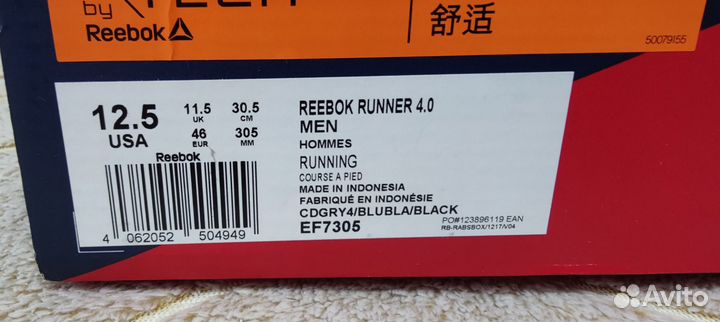 by
Reebok
舒适
50079155
12.5
USA
11.5
UK
30.5
CM
46
EUR
305
MM
Reebok
4 062052 504949
REEBOK RUNNER 4.0
MEN
HOMMES
RUNNING
COURSE A PIED
MADE IN INDONESIA
FABRIQUÉ EN INDONÉSIE
CDGRY4/BLUBLA/BLACK
EF7305
PO#123896119 EAN
RB-RABSBOX/1217/V04
Avito